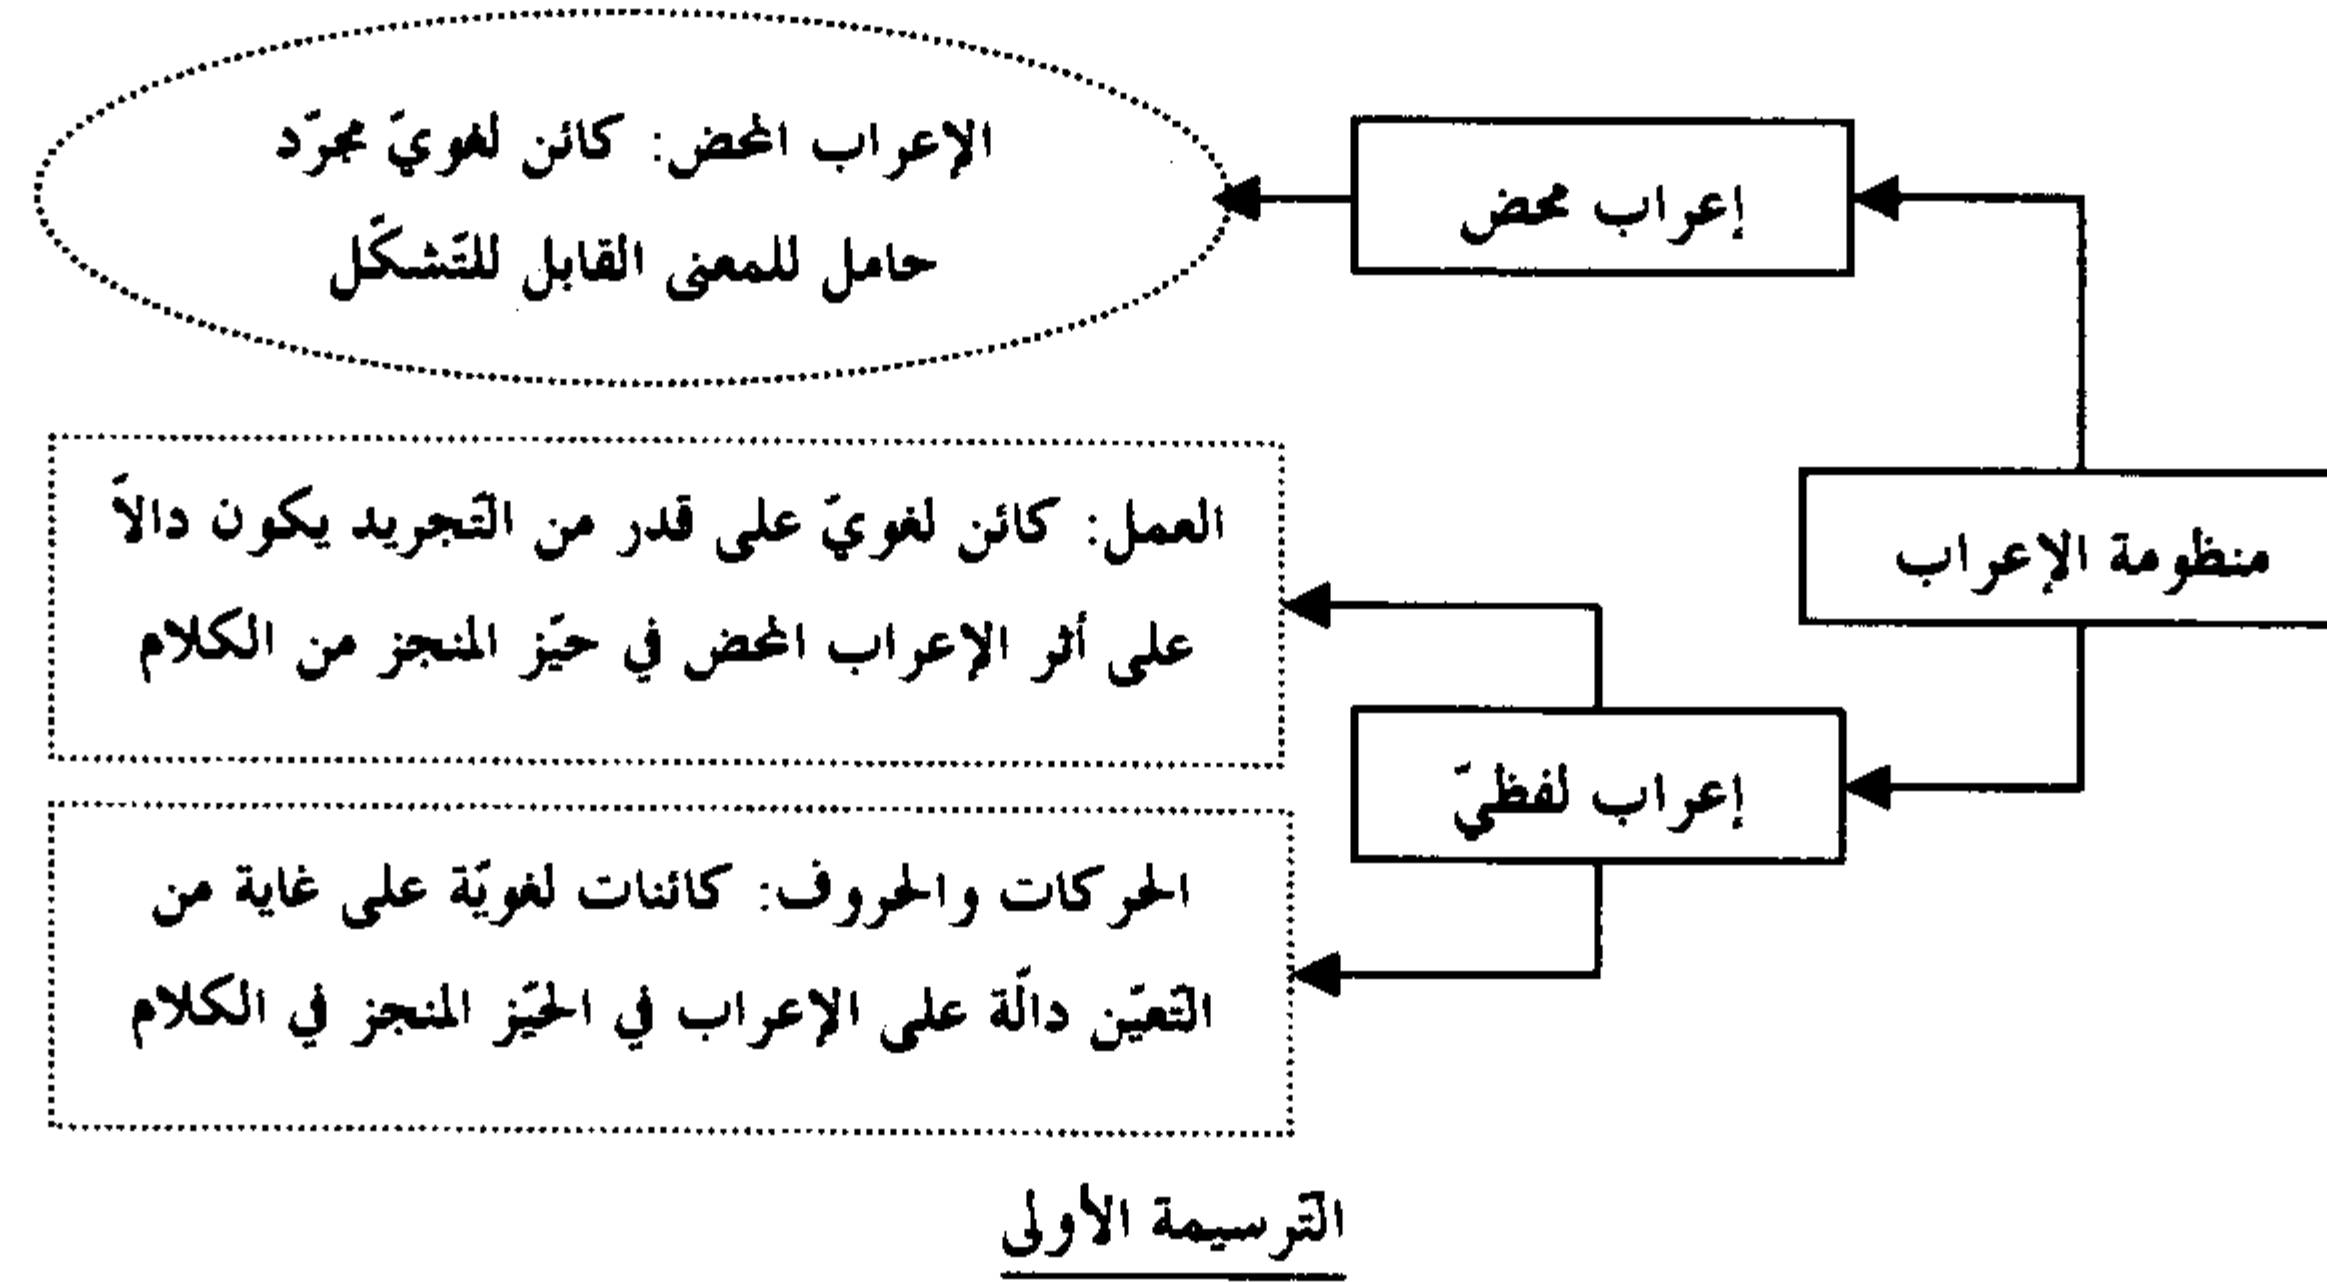 منظومة الإعراب
إعراب محض
الإعراب المحض: كائن لغويّ مجرّد
حامل للمعنى القابل للتّشكّل
إعراب لفظيّ
العمل: كائن لغويّ على قدر من التّجريد يكون دالاّ
على أثر الإعراب المحض في حيّز المنجز من الكلام
الحركات والحروف: كائنات لغويّة على غاية من
التّعيّن دالّة على الإعراب في الحيّز المنجز في الكلام
التّرسيمة الأولى